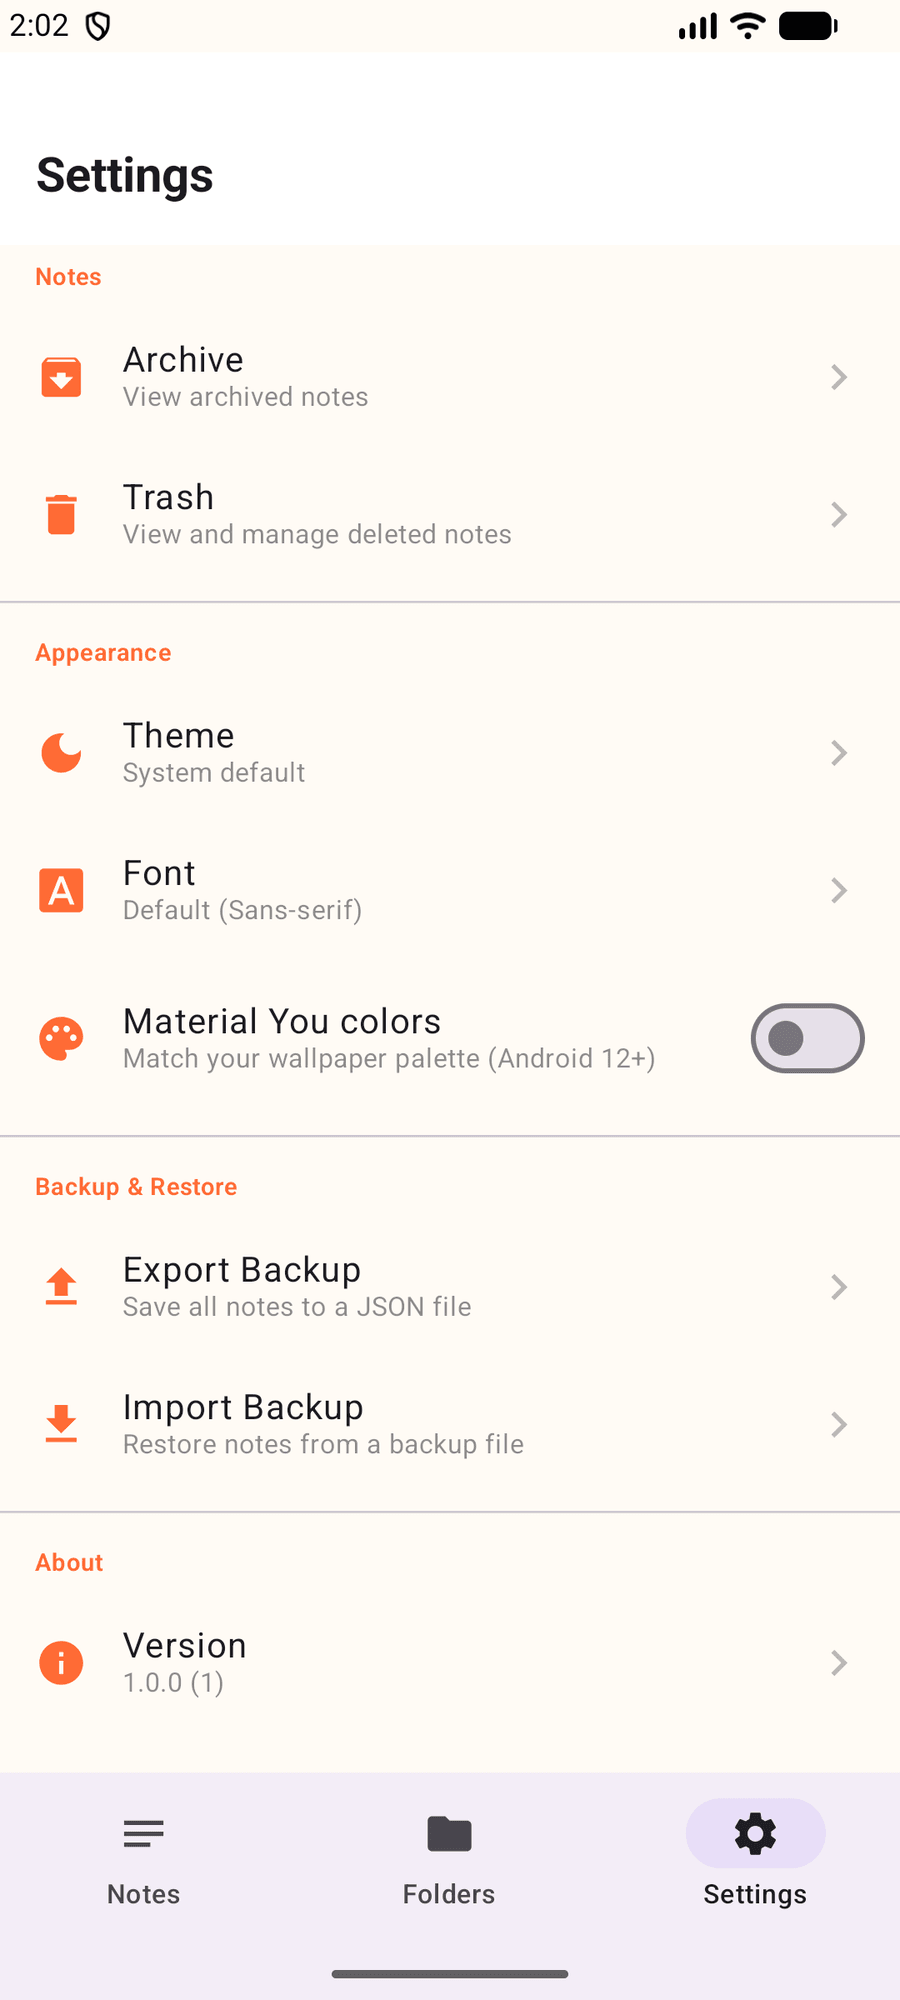 2:02
Settings
Notes
Archive
View archived notes
Trash
View and manage deleted notes
Appearance
Theme
System default
Font
Default (Sans-serif)
Material You colors
Match your wallpaper palette (Android 12+)
Backup & Restore
Export Backup
Save all notes to a JSON file
Import Backup
Restore notes from a backup file
About
Version
1.0.0 (1)
Notes
Folders
Settings